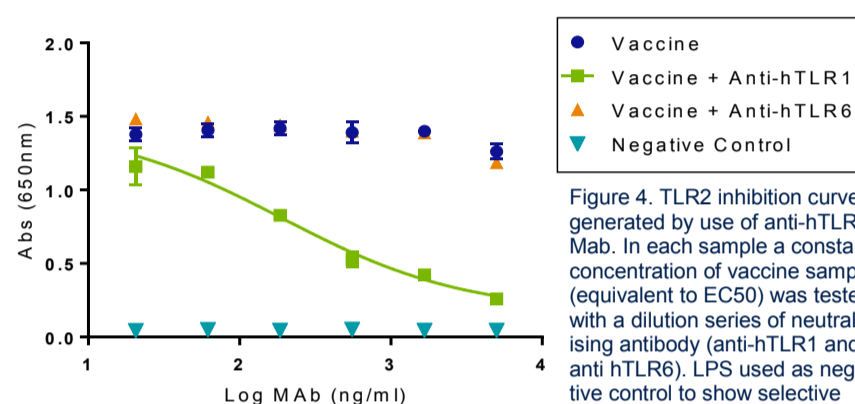 2.0
1.5
1.0
0.5
0.0
Abs (650nm)
1 2 3 4
Log MAb (ng/ml)
Vaccine
Vaccine + Anti-hTLR1
Vaccine + Anti-hTLR6
Negative Control
Figure 4. TLR2 inhibition curve
generated by use of anti-hTLR
Mab. In each sample a consta
concentration of vaccine samp
(equivalent to EC50) was teste
with a dilution series of neutral
ising antibody (anti-hTLR1 and
anti hTLR6). LPS used as neg
tive control to show selective